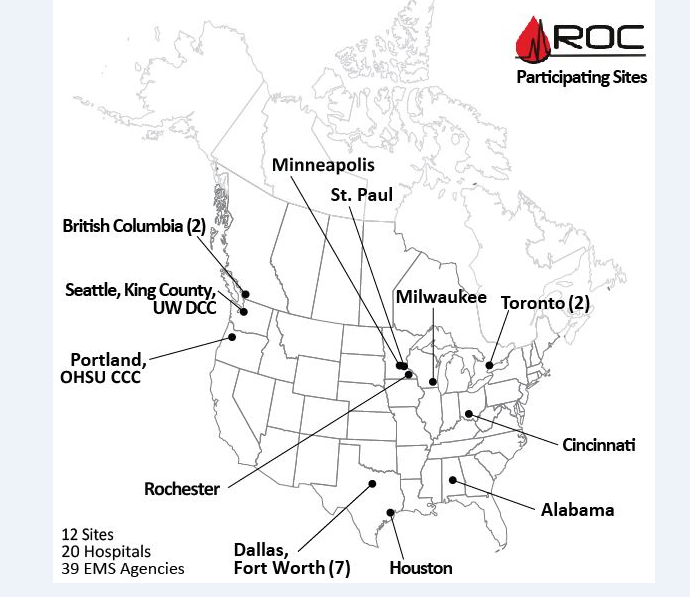 ROC
Participating Sites
Minneapolis
St. Paul
British Columbia (2)
Seattle, King County,
UW DCC
Milwaukee
Toronto (2)
Portland,
OHSU CCC
Cincinnati
Rochester
Alabama
12 Sites
20 Hospitals
39 EMS Agencies
Dallas,
Fort Worth (7)
Houston